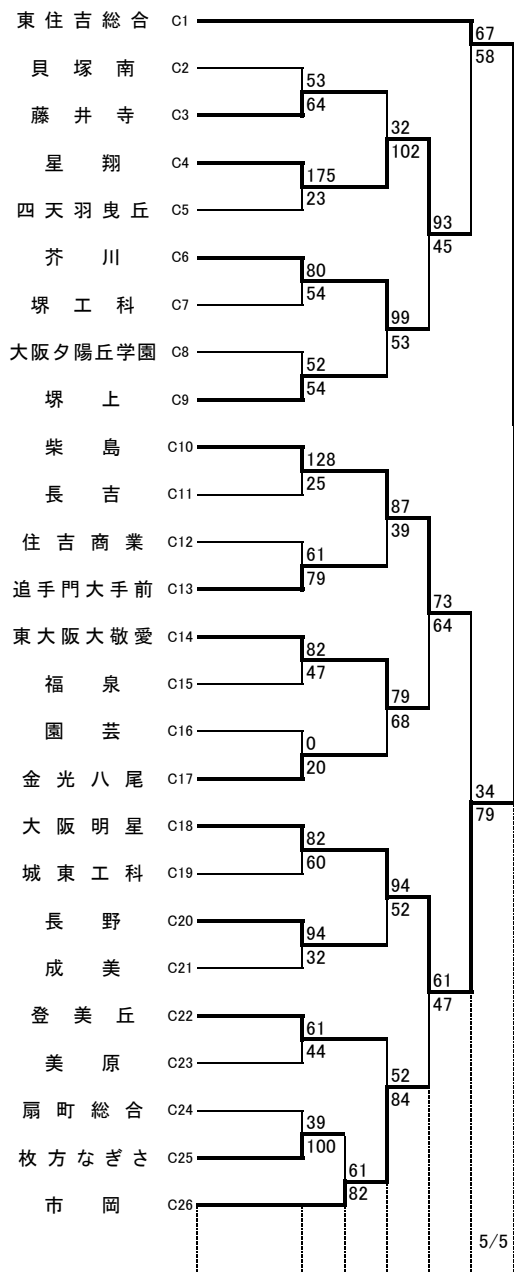 東住吉総合 C1
67
58
貝塚南 C2
53
64
藤井寺 C3
32
102
星翔 C4
175
23
四天羽曳丘 C5
93
45
芥川 C6
80
54
堺工科 C7
99
53
大阪夕陽丘学園 C8
52
54
堺上 C9
柴島 C10
128
25
長吉 C11
87
39
住吉商業 C12
61
79
追手門大手前 C13
73
64
東大阪大敬愛 C14
82
47
福泉 C15
79
68
園芸 C16
0
20
金光八尾 C17
34
79
大阪明星 C18
82
60
城東工科 C19
94
52
長野 C20
94
32
成美 C21
61
47
登美丘 C22
61
44
美原 C23
52
84
扇町総合 C24
39
100
枚方なぎさ C25
61
82
市岡 C26
5/5